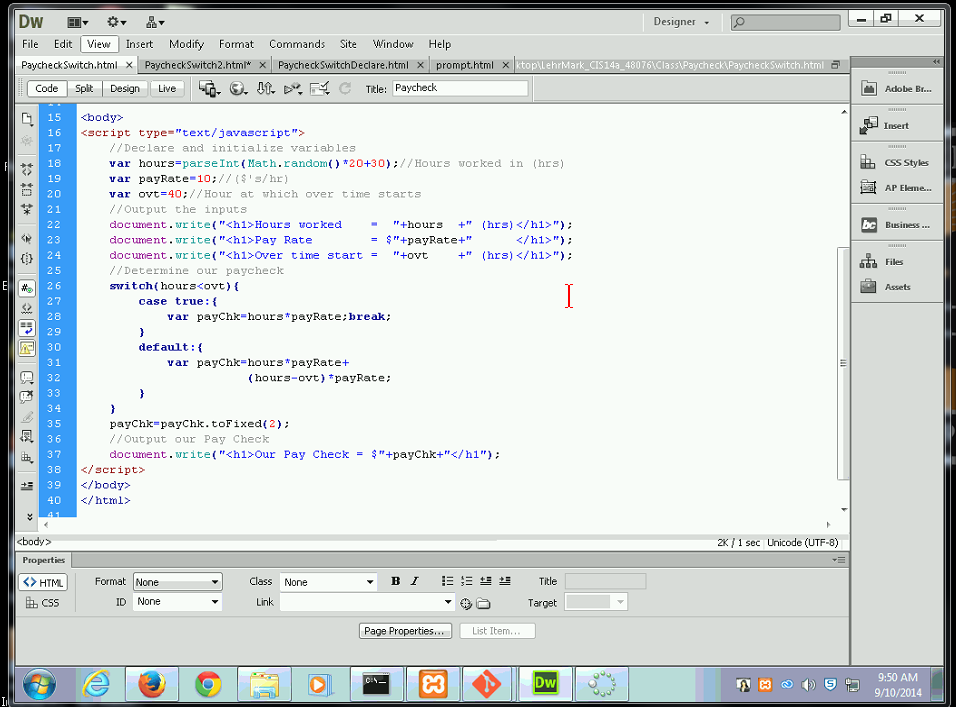 Dw
Designer
File Edit View Insert Modify Format Commands Site Window Help
PaycheckSwitch.html PaycheckSwitch2.html* PaycheckSwitchDeclare.html prompt.html ktop\LehrMark_CIS14a_48076\Class\Paycheck\PaycheckSwitch.html
Code Split Design Live Title: Paycheck
15 <body>
16 <script type="text/javascript">
17 //Declare and initialize variables
18 var hours=parseInt(Math.random()*20+30);//Hours worked in (hrs)
19 var payRate=10;//($'s/hr)
20 var ovt=40;//Hour at which over time starts
21 //Output the inputs
22 document.write("<h1>Hours worked    =  "+hours  +" (hrs)</h1>");
23 document.write("<h1>Pay Rate        = $"+payRate+"      </h1>");
24 document.write("<h1>Over time start =  "+ovt    +" (hrs)</h1>");
25 //Determine our paycheck
26 switch(hours<ovt){
27 case true:{
28 var payChk=hours*payRate;break;
29 }
30 default:{
31 var payChk=hours*payRate+
32 (hours-ovt)*payRate;
33 }
34 }
35 payChk=payChk.toFixed(2);
36 //Output our Pay Check
37 document.write("<h1>Our Pay Check = $"+payChk+"</h1");
38 </script>
39 </body>
40 </html>
41
<body> 2K / 1 sec Unicode (UTF-8)
Adobe Br...
Insert
CSS Styles
AP Eleme...
Business ...
Files
Assets
Properties
<> HTML Format None Class None B I Title
CSS ID None Link Target
Page Properties... List Item...
9:50 AM
9/10/2014